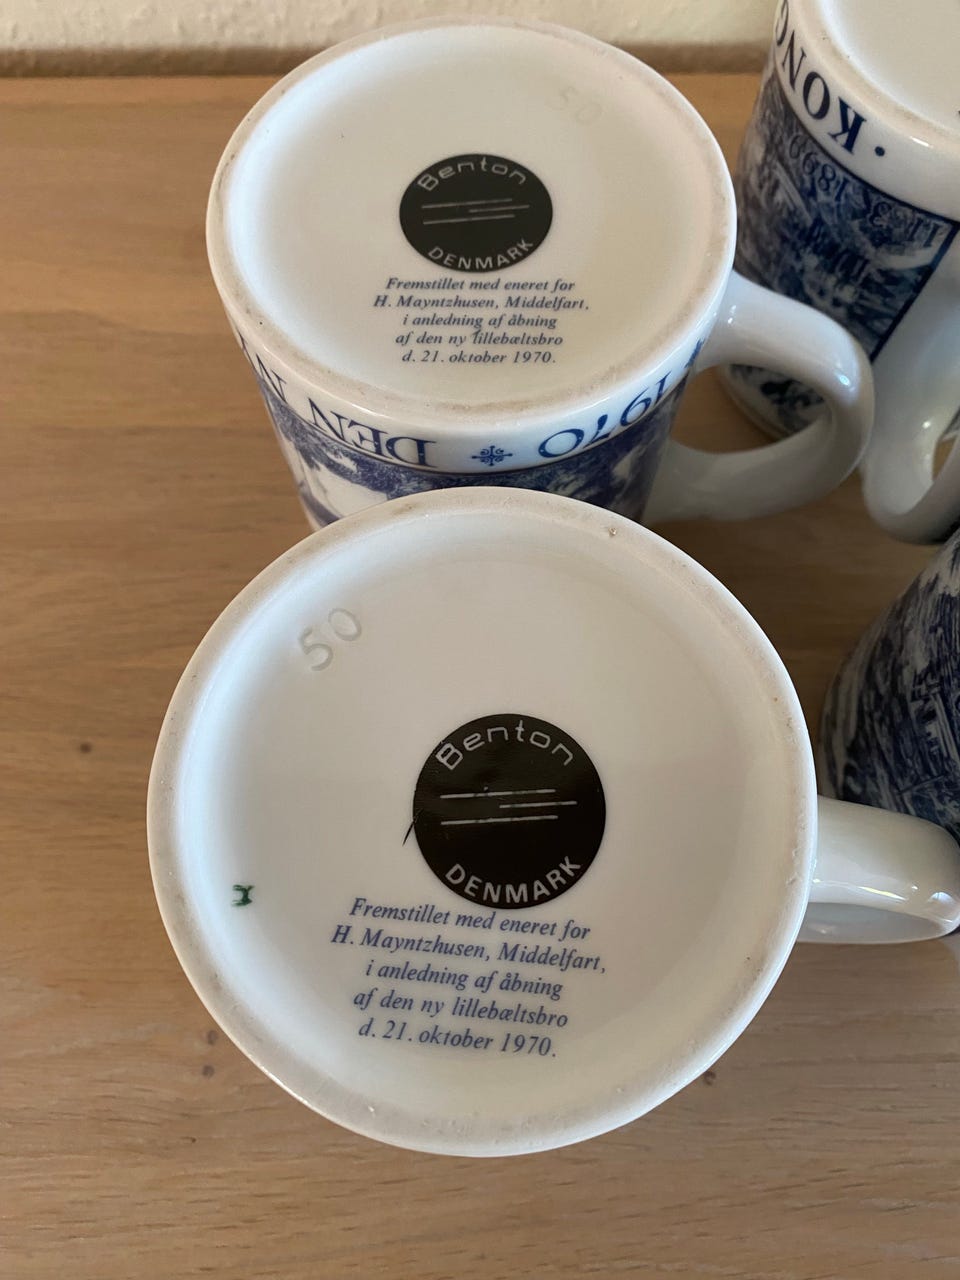 50
Benton
DENMARK
Fremstillet med eneret for
H. Mayntzhusen, Middelfart,
i anledning af åbning
af den ny lillebæltsbro
d. 21. oktober 1970.
DEN
1970
KONG
1899
50
Benton
DENMARK
Fremstillet med eneret for
H. Mayntzhusen, Middelfart,
i anledning af åbning
af den ny lillebæltsbro
d. 21. oktober 1970.